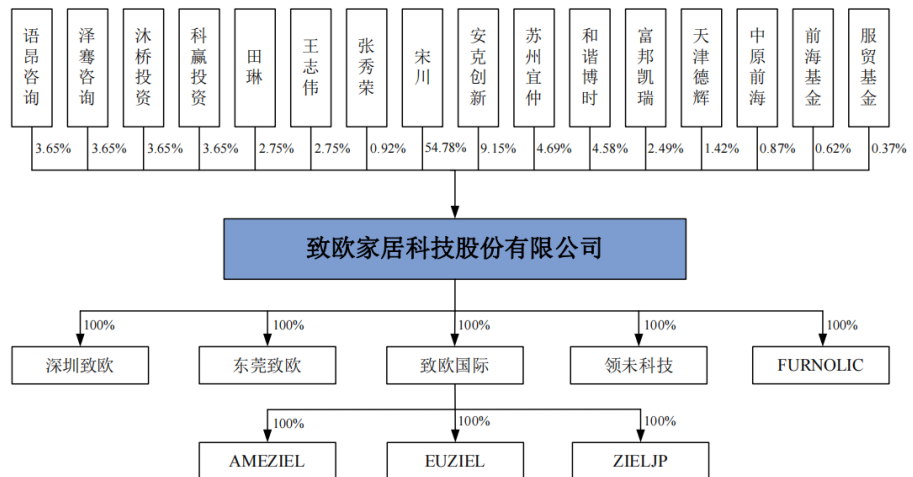 语昂咨询
泽骞咨询
沐桥投资
科赢投资
田琳
王志伟
张秀荣
宋川
安克创新
苏州宜仲
和谐博时
富邦凯瑞
天津德辉
中原前海
前海基金
服贸基金
3.65%
3.65%
3.65%
3.65%
2.75%
2.75%
0.92%
54.78%
9.15%
4.69%
4.58%
2.49%
1.42%
0.87%
0.62%
0.37%
致欧家居科技股份有限公司
100%
100%
100%
100%
100%
深圳致欧
东莞致欧
致欧国际
领未科技
FURNOLIC
100%
100%
100%
AMEZIEL
EUZIEL
ZIELJP